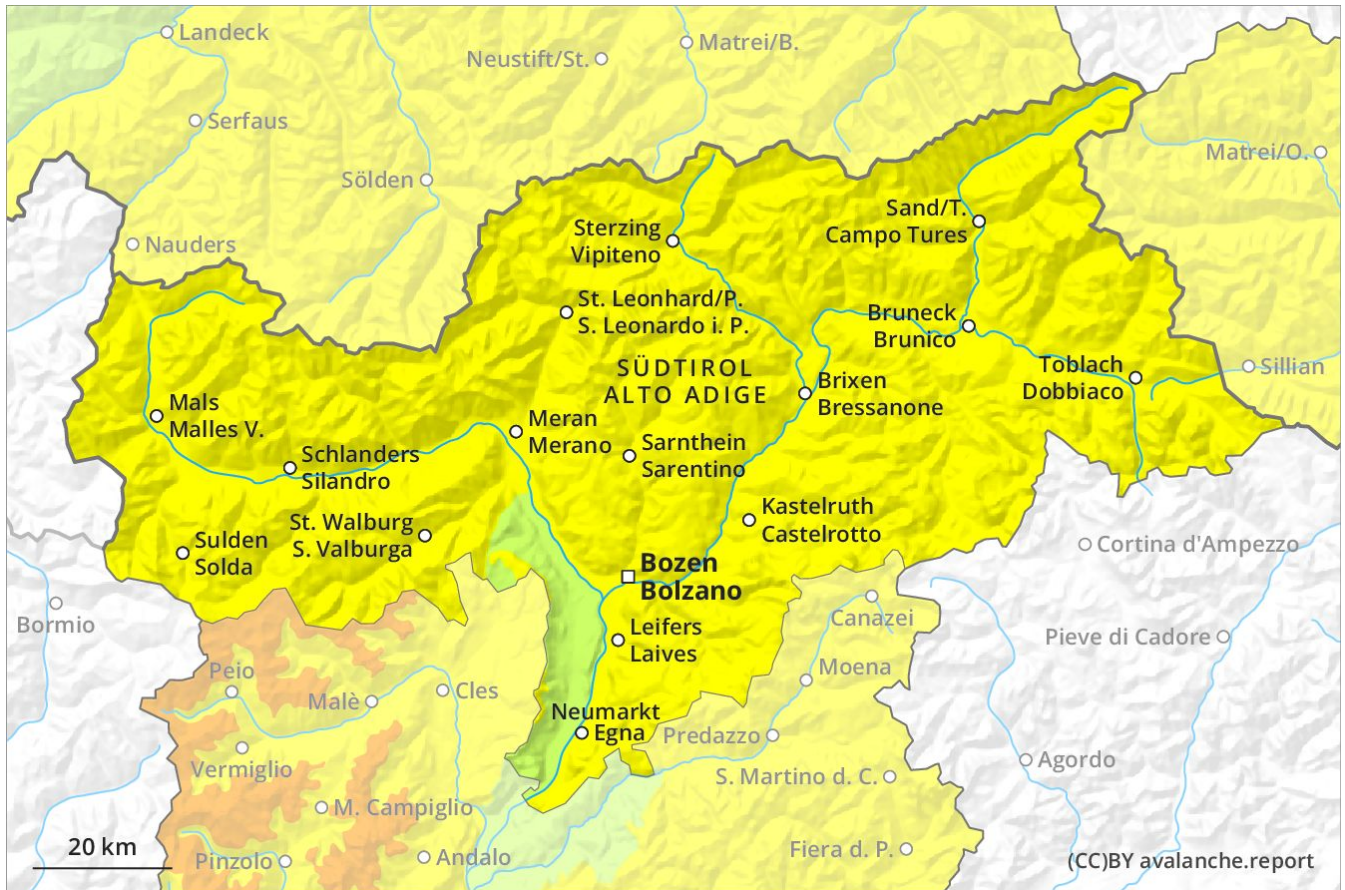 Landeck
Neustift/St.
Matrei/B.
Serfaus
Matrei/O.
Sölden
Sand/T.
Campo Tures
Sterzing
Vipiteno
Nauders
St. Leonhard/P.
S. Leonardo i. P.
Bruneck
Brunico
SÜDTIROL
ALTO ADIGE
Toblach
Dobbiaco
Sillian
Brixen
Bressanone
Mals
Malles V.
Meran
Merano
Sarnthein
Sarentino
Schlanders
Silandro
Kastelruth
Castelrotto
St. Walburg
S. Valburga
Sulden
Solda
Cortina d'Ampezzo
Bozen
Bolzano
Bormio
Canazei
Leifers
Laives
Pieve di Cadore
Peio
Moena
Malè
Cles
Neumarkt
Egna
Predazzo
Vermiglio
Agordo
S. Martino d. C.
M. Campiglio
20 km
Pinzolo
Andalo
Fiera d. P.
(CC)BY avalanche.report